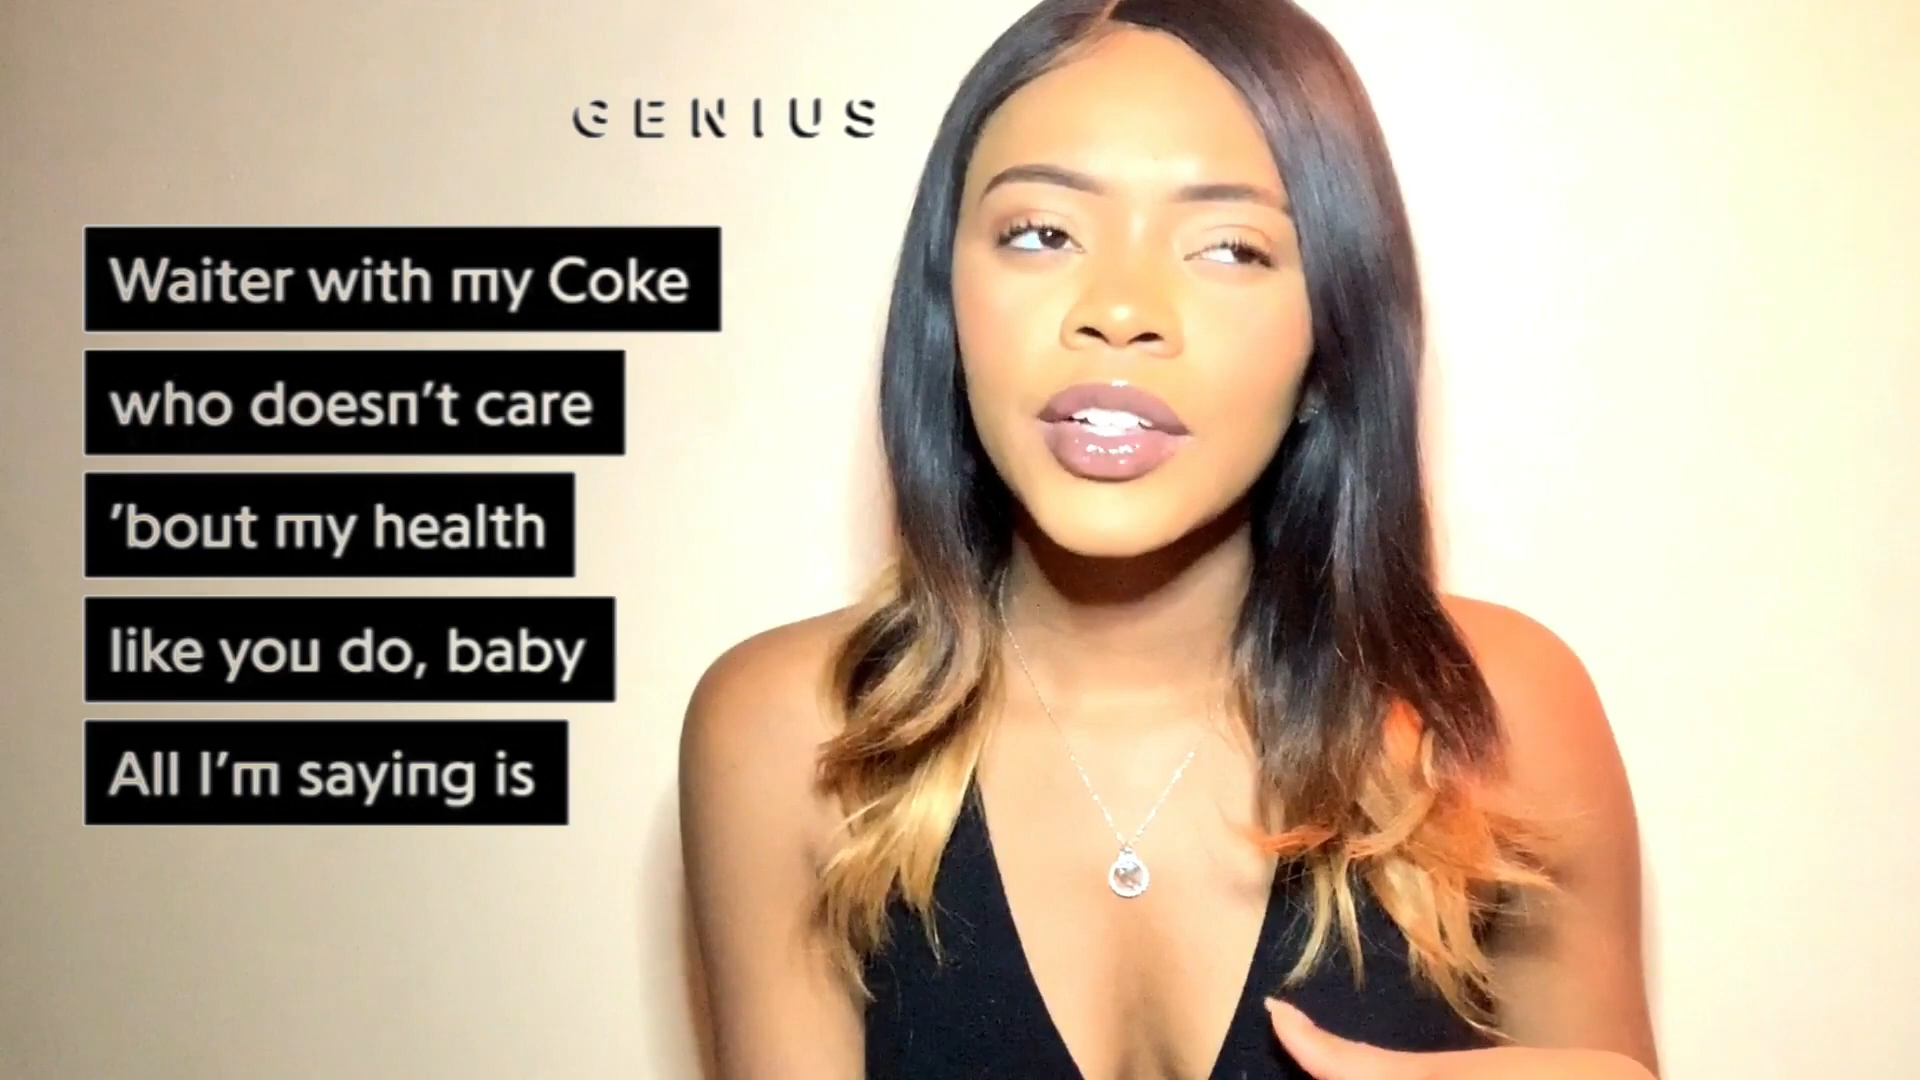 GENIUS
Waiter with my Coke
who doesn’t care
’bout my health
like you do, baby
All I’m saying is